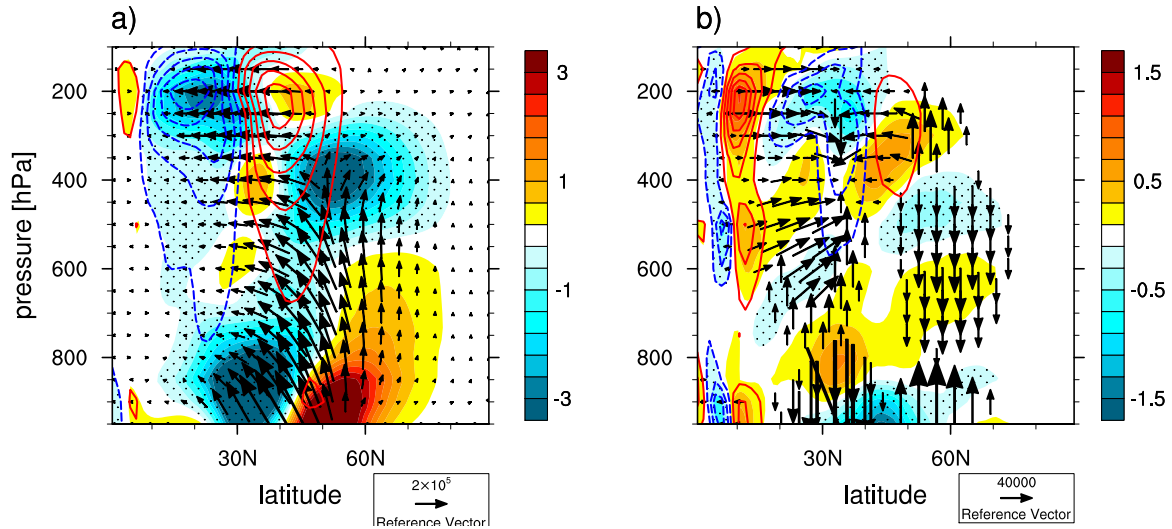 a)
b)
pressure [hPa]
200
400
600
800
30N
60N
latitude
3
1
-1
-3
2×10⁵
Reference Vector
200
400
600
800
30N
60N
latitude
1.5
0.5
-0.5
-1.5
40000
Reference Vector